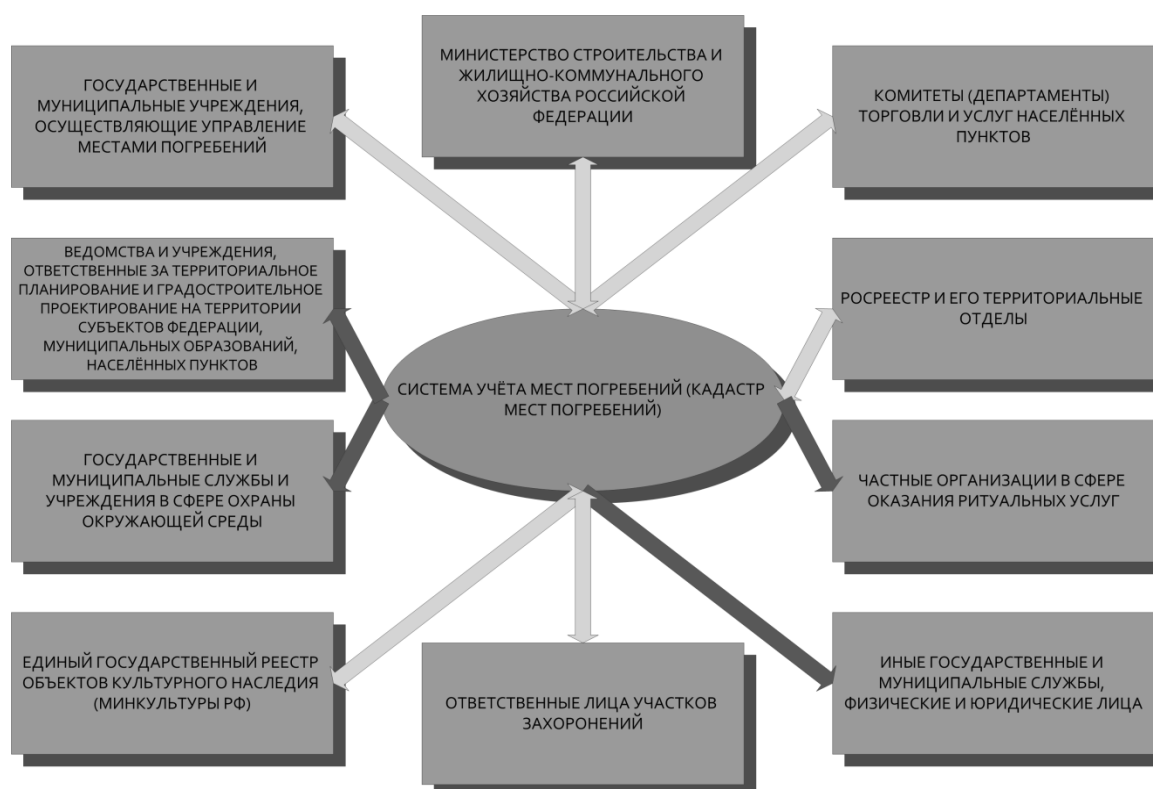 ГОСУДАРСТВЕННЫЕ И
МУНИЦИПАЛЬНЫЕ УЧРЕЖДЕНИЯ,
ОСУЩЕСТВЛЯЮЩИЕ УПРАВЛЕНИЕ
МЕСТАМИ ПОГРЕБЕНИЙ
МИНИСТЕРСТВО СТРОИТЕЛЬСТВА И
ЖИЛИЩНО-КОММУНАЛЬНОГО
ХОЗЯЙСТВА РОССИЙСКОЙ
ФЕДЕРАЦИИ
КОМИТЕТЫ (ДЕПАРТАМЕНТЫ)
ТОРГОВЛИ И УСЛУГ НАСЕЛЁННЫХ
ПУНКТОВ
ВЕДОМСТВА И УЧРЕЖДЕНИЯ,
ОТВЕТСТВЕННЫЕ ЗА ТЕРРИТОРИАЛЬНОЕ
ПЛАНИРОВАНИЕ И ГРАДОСТРОИТЕЛЬНОЕ
ПРОЕКТИРОВАНИЕ НА ТЕРРИТОРИИ
СУБЪЕКТОВ ФЕДЕРАЦИИ,
МУНИЦИПАЛЬНЫХ ОБРАЗОВАНИЙ,
НАСЕЛЁННЫХ ПУНКТОВ
РОСРЕЕСТР И ЕГО ТЕРРИТОРИАЛЬНЫЕ
ОТДЕЛЫ
СИСТЕМА УЧЁТА МЕСТ ПОГРЕБЕНИЙ (КАДАСТР
МЕСТ ПОГРЕБЕНИЙ)
ГОСУДАРСТВЕННЫЕ И
МУНИЦИПАЛЬНЫЕ СЛУЖБЫ И
УЧРЕЖДЕНИЯ В СФЕРЕ ОХРАНЫ
ОКРУЖАЮЩЕЙ СРЕДЫ
ЧАСТНЫЕ ОРГАНИЗАЦИИ В СФЕРЕ
ОКАЗАНИЯ РИТУАЛЬНЫХ УСЛУГ
ЕДИНЫЙ ГОСУДАРСТВЕННЫЙ РЕЕСТР
ОБЪЕКТОВ КУЛЬТУРНОГО НАСЛЕДИЯ
(МИНКУЛЬТУРЫ РФ)
ОТВЕТСТВЕННЫЕ ЛИЦА УЧАСТКОВ
ЗАХОРОНЕНИЙ
ИНЫЕ ГОСУДАРСТВЕННЫЕ И
МУНИЦИПАЛЬНЫЕ СЛУЖБЫ,
ФИЗИЧЕСКИЕ И ЮРИДИЧЕСКИЕ ЛИЦА